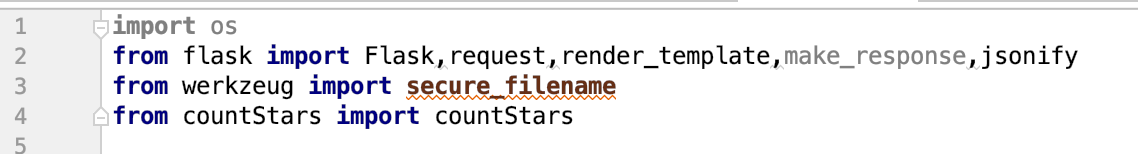 1 import os
2 from flask import Flask,request,render_template,make_response,jsonify
3 from werkzeug import secure_filename
4 from countStars import countStars
5